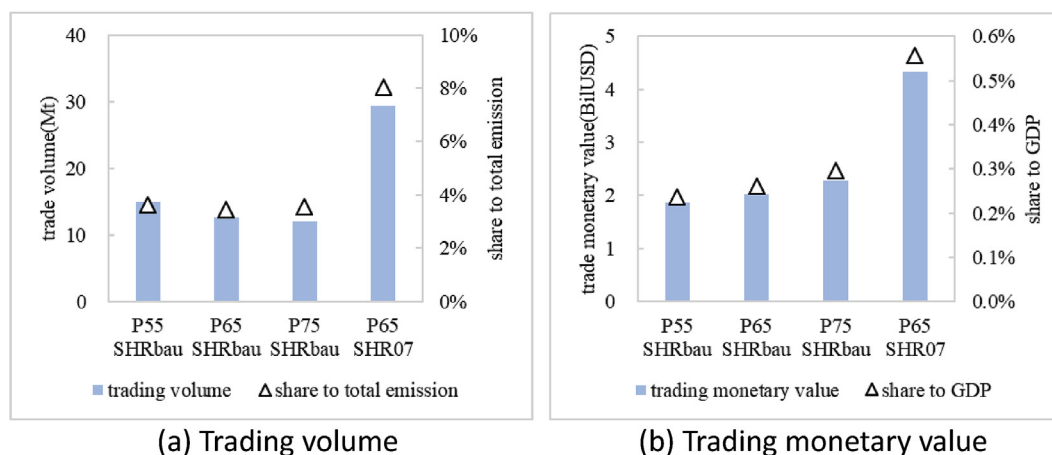 40
30
20
10
0
trade volume(Mt)
10%
8%
6%
4%
2%
0%
share to total emission
P55 P65 P75 P65
SHRbau SHRbau SHRbau SHR07
trading volume share to total emission
(a) Trading volume
5
4
3
2
1
0
trade monetary value(BilUSD)
0.6%
0.5%
0.4%
0.3%
0.2%
0.1%
0.0%
share to GDP
P55 P65 P75 P65
SHRbau SHRbau SHRbau SHR07
trading monetary value share to GDP
(b) Trading monetary value